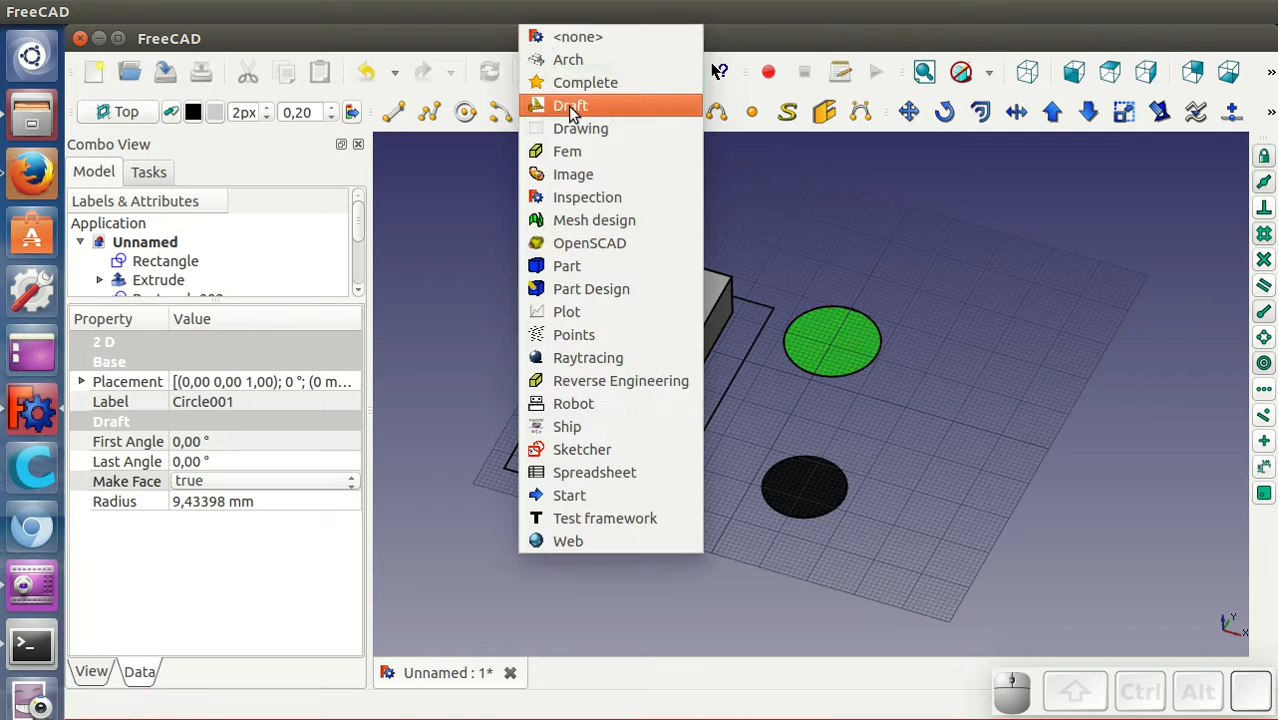 FreeCAD
FreeCAD
<none>
Arch
Complete
Draft
Drawing
Fem
Image
Inspection
Mesh design
OpenSCAD
Part
Part Design
Plot
Points
Raytracing
Reverse Engineering
Robot
Ship
Sketcher
Spreadsheet
Start
Test framework
Web
Top
2px
0,20
Combo View
Model
Tasks
Labels & Attributes
Application
Unnamed
Rectangle
Extrude
Property
Value
2 D
Base
Placement
[(0,00 0,00 1,00); 0 °; (0 m...
Label
Circle001
Draft
First Angle
0,00 °
Last Angle
0,00 °
Make Face
true
Radius
9,43398 mm
View
Data
Unnamed : 1*
Y
X
Ctrl
Alt